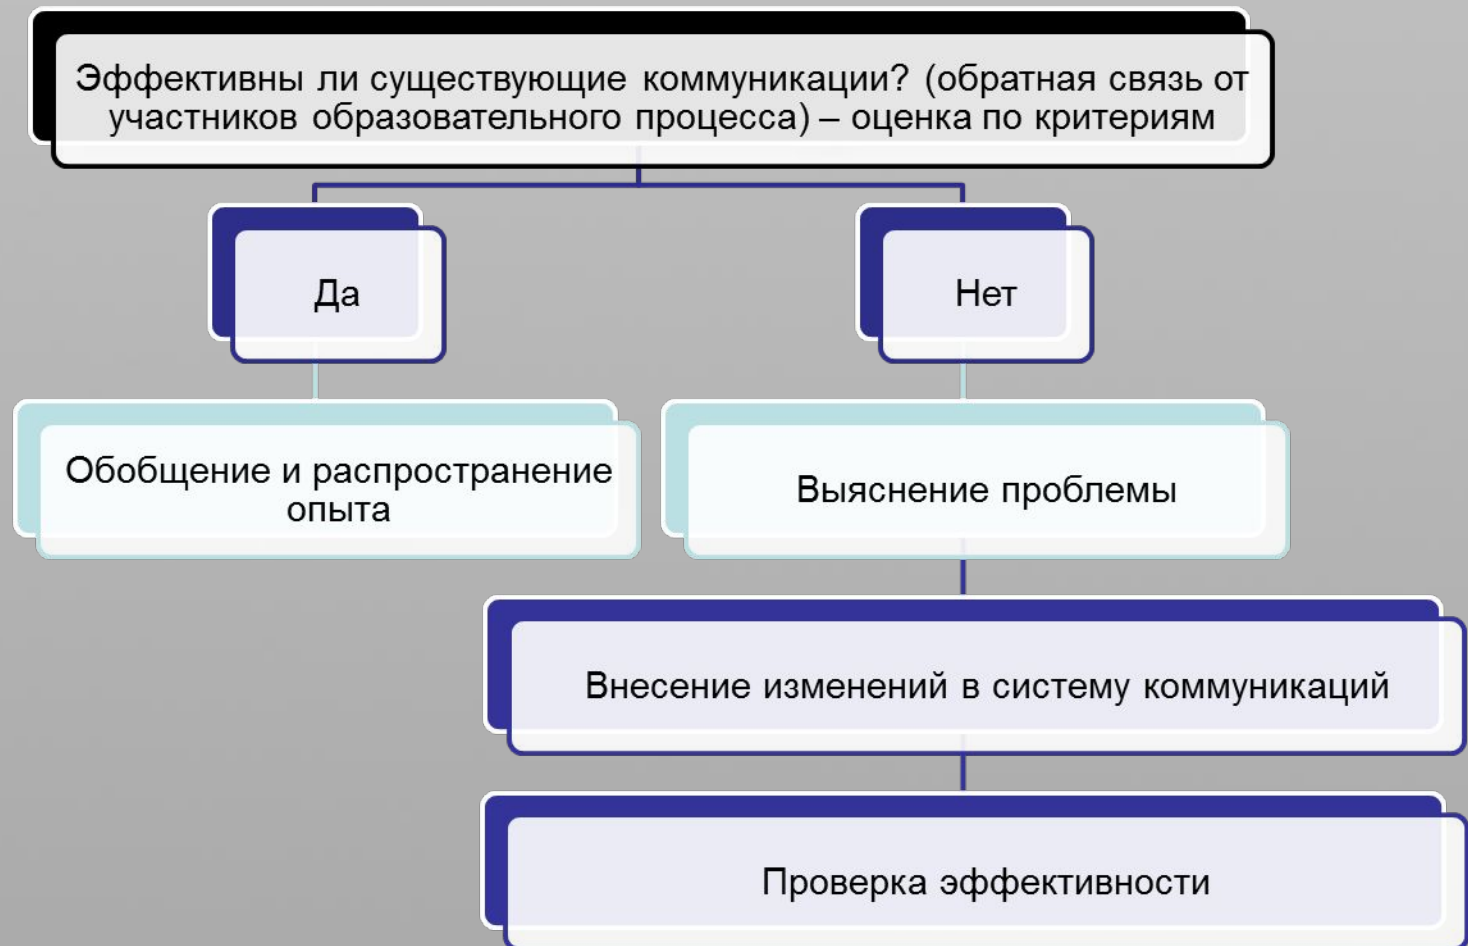 Эффективны ли существующие коммуникации? (обратная связь от
участников образовательного процесса) – оценка по критериям
Да
Нет
Обобщение и распространение
опыта
Выяснение проблемы
Внесение изменений в систему коммуникаций
Проверка эффективности